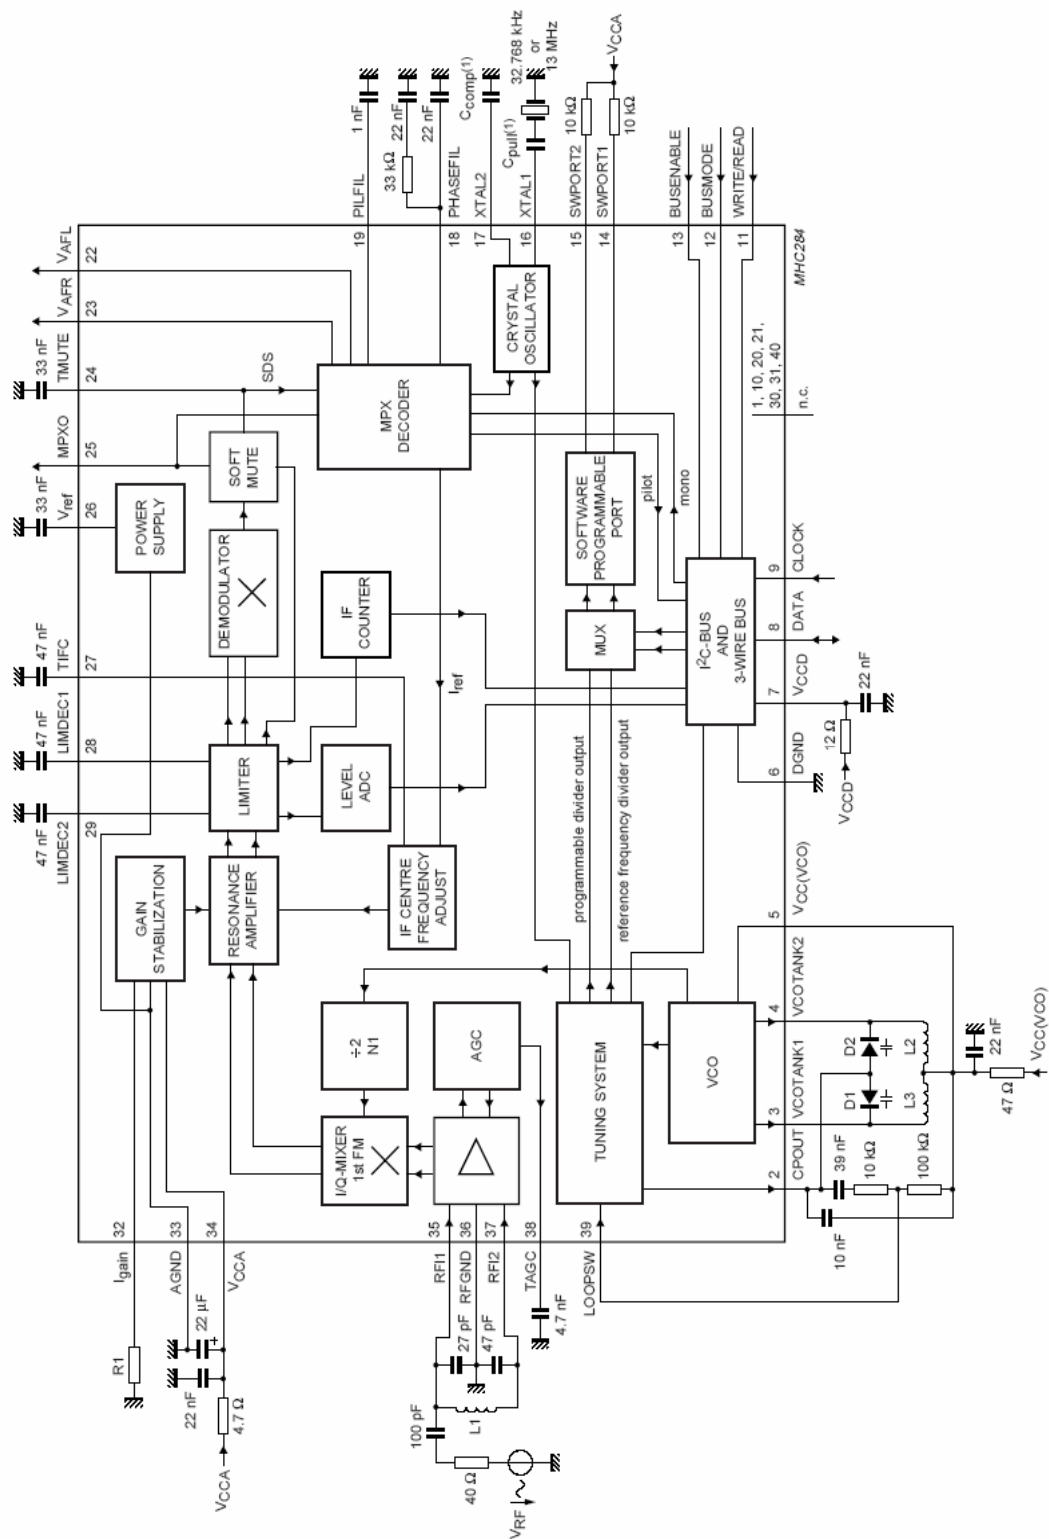 22 nF
22 µF
+
4.7 Ω
VCCA
R1
Igain
AGND
VCCA
32
33
34
GAIN
STABILIZATION
POWER
SUPPLY
47 nF
LIMDEC2
29
47 nF
LIMDEC1
28
47 nF
TIFC
27
33 nF
Vref
26
MPXO
25
33 nF
TMUTE
24
VAFR
23
VAFL
22
RESONANCE
AMPLIFIER
LIMITER
DEMODULATOR
SOFT
MUTE
SDS
LEVEL
ADC
IF
COUNTER
IF CENTRE
FREQUENCY
ADJUST
Iref
MPX
DECODER
÷2
N1
I/Q-MIXER
1st FM
AGC
CRYSTAL
OSCILLATOR
PILFIL
19
1 nF
33 kΩ
22 nF
22 nF
PHASEFIL
18
XTAL2
17
Ccomp(1)
XTAL1
16
Cpull(1)
32.768 kHz
or
13 MHz
SWPORT2
15
10 kΩ
SWPORT1
14
10 kΩ
VCCA
BUSENABLE
13
BUSMODE
12
WRITE/READ
11
MHC284
100 pF
40 Ω
VRF
L1
27 pF
47 pF
RFI1
35
RFGND
36
RFI2
37
TAGC
38
4.7 nF
LOOPSW
39
TUNING SYSTEM
programmable divider output
reference frequency divider output
MUX
SOFTWARE
PROGRAMMABLE
PORT
pilot
mono
VCO
I²C-BUS
AND
3-WIRE BUS
1, 10, 20, 21,
30, 31, 40
n.c.
2
CPOUT
3
VCOTANK1
4
VCOTANK2
5
VCC(VCO)
6
DGND
7
VCCD
8
DATA
9
CLOCK
10 nF
39 nF
10 kΩ
100 kΩ
D1
D2
L3
L2
47 Ω
22 nF
VCC(VCO)
12 Ω
VCCD
22 nF